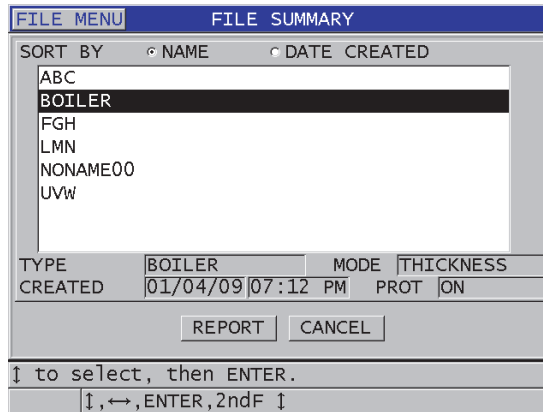 FILE MENU FILE SUMMARY
SORT BY NAME DATE CREATED
ABC
BOILER
FGH
LMN
NONAME00
UVW
TYPE BOILER MODE THICKNESS
CREATED 01/04/09 07:12 PM PROT ON
REPORT CANCEL
↕ to select, then ENTER.
↕,↔,ENTER,2ndF ↕